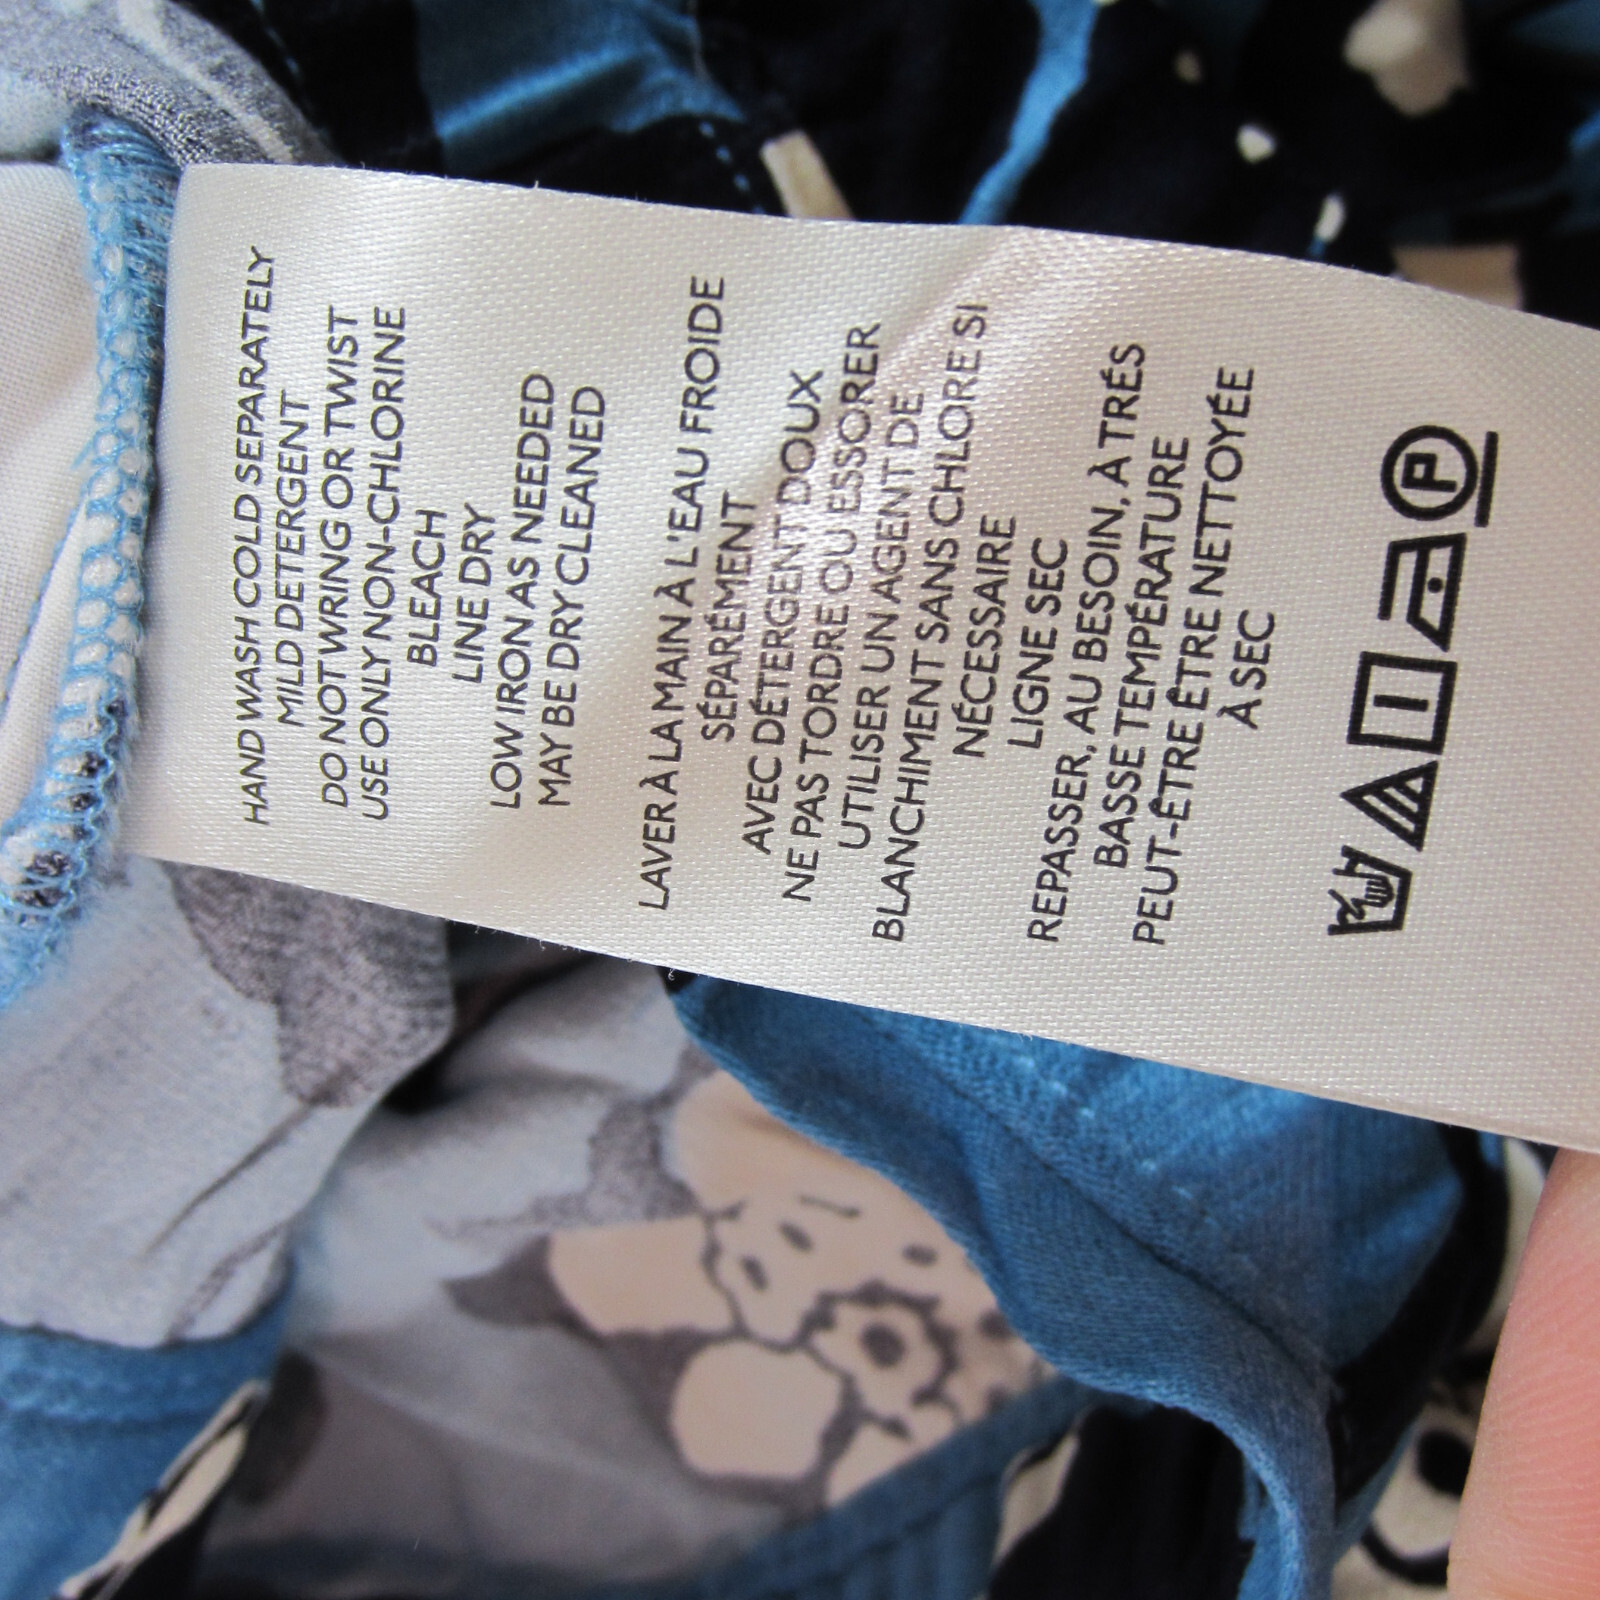 HAND WASH COLD SEPARATELY
MILD DETERGENT
DO NOT WRING OR TWIST
USE ONLY NON-CHLORINE
BLEACH
LINE DRY
LOW IRON AS NEEDED
MAY BE DRY CLEANED
LAVER À LA MAIN À L'EAU FROIDE
SÉPARÉMENT
AVEC DÉTERGENT DOUX
NE PAS TORDRE OU ESSORER
UTILISER UN AGENT DE
BLANCHIMENT SANS CHLORE SI
NÉCESSAIRE
LIGNE SEC
REPASSER, AU BESOIN, À TRÉS
BASSE TEMPÉRATURE
PEUT-ÊTRE ÊTRE NETTOYÉE
À SEC
P